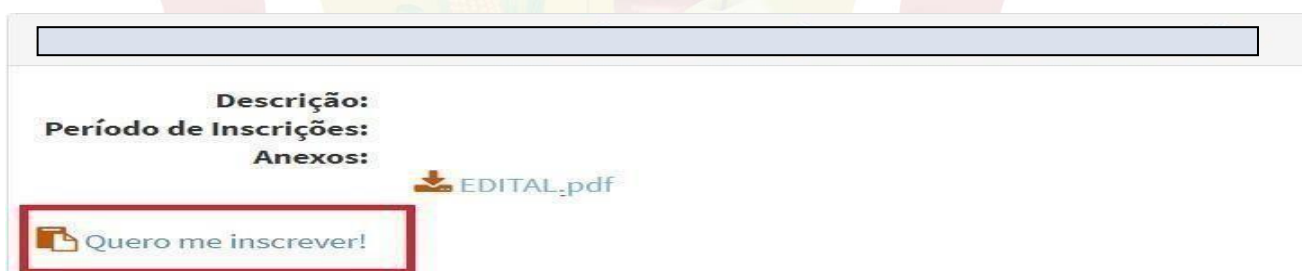 Descrição:
Período de Inscrições:
Anexos:
EDITAL.pdf
Quero me inscrever!